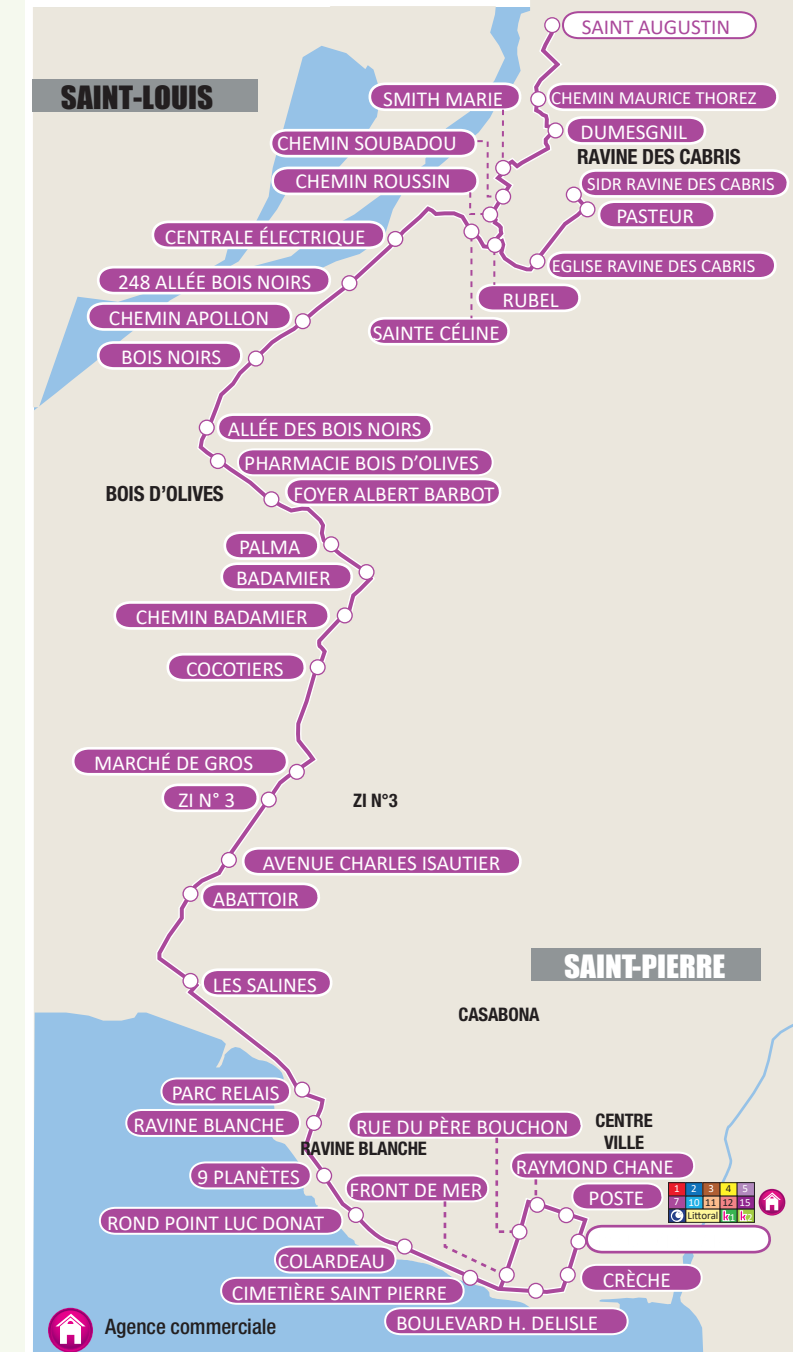 SAINT AUGUSTIN
SAINT-LOUIS
SMITH MARIE
CHEMIN MAURICE THOREZ
CHEMIN SOUBADOU
DUMESGNIL
RAVINE DES CABRIS
CHEMIN ROUSSIN
SIDR RAVINE DES CABRIS
PASTEUR
CENTRALE ÉLECTRIQUE
EGLISE RAVINE DES CABRIS
248 ALLÉE BOIS NOIRS
RUBEL
CHEMIN APOLLON
SAINTE CÉLINE
BOIS NOIRS
ALLÉE DES BOIS NOIRS
PHARMACIE BOIS D'OLIVES
BOIS D'OLIVES
FOYER ALBERT BARBOT
PALMA
BADAMIER
CHEMIN BADAMIER
COCOTIERS
MARCHÉ DE GROS
ZI N° 3
ZI N°3
AVENUE CHARLES ISAUTIER
ABATTOIR
SAINT-PIERRE
LES SALINES
CASABONA
PARC RELAIS
RAVINE BLANCHE
RUE DU PÈRE BOUCHON
CENTRE
VILLE
RAVINE BLANCHE
RAYMOND CHANE
9 PLANÈTES
FRONT DE MER
POSTE
1 2 3 4 5
7 10 11 12 15
Littoral k1 k2
ROND POINT LUC DONAT
COLARDEAU
CRÈCHE
CIMETIÈRE SAINT PIERRE
BOULEVARD H. DELISLE
Agence commerciale